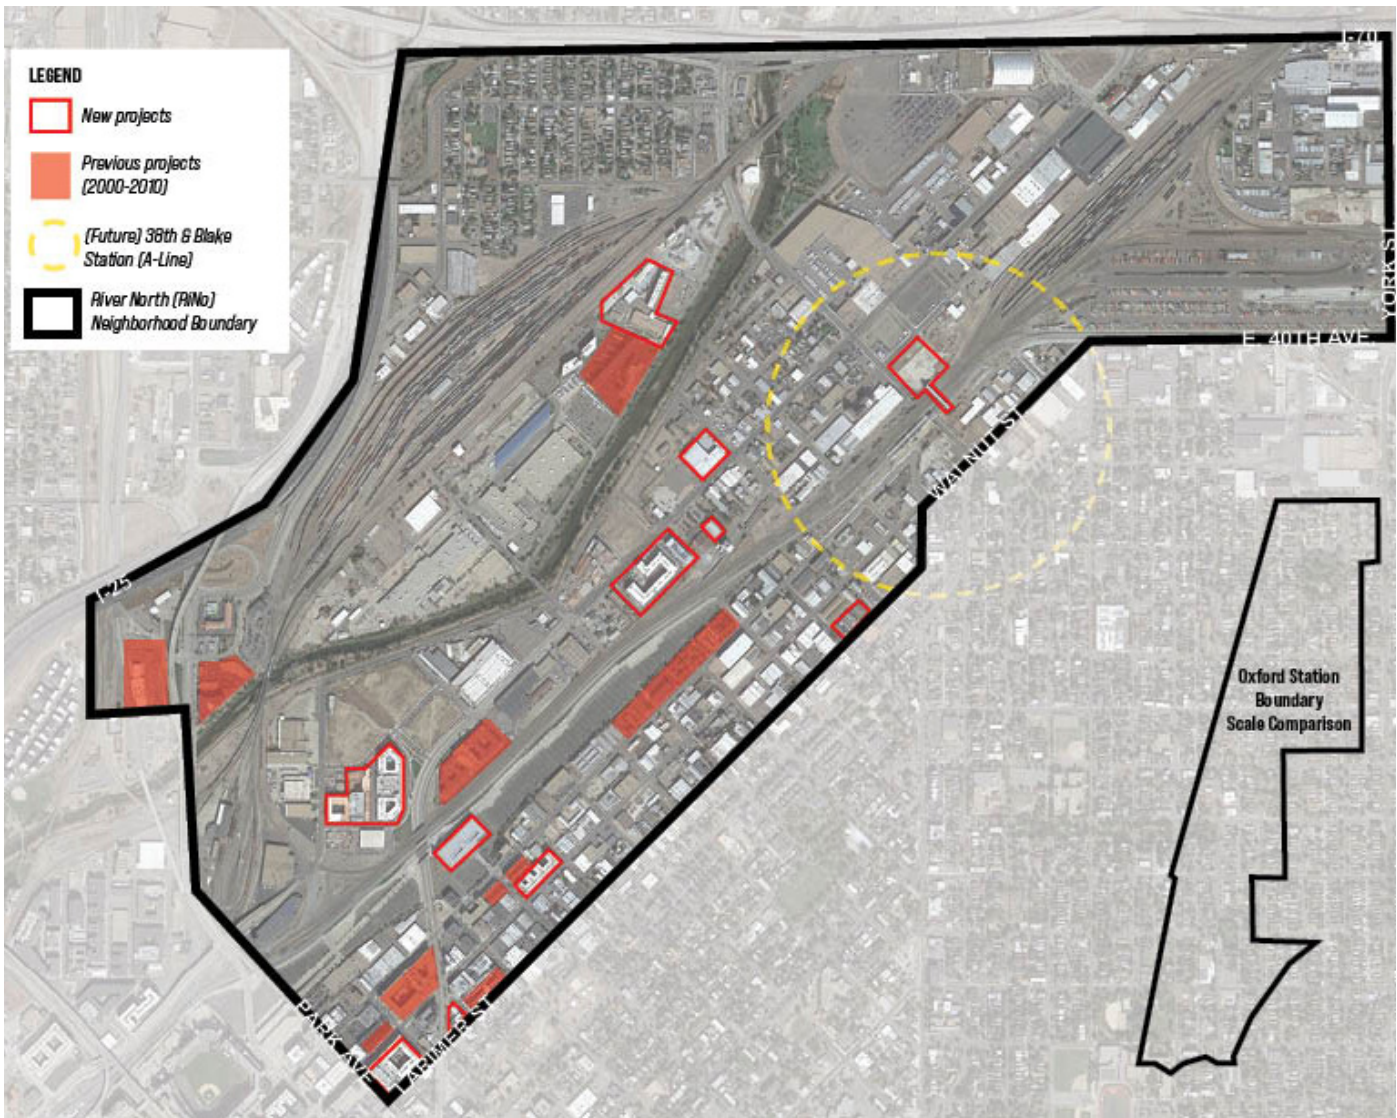 LEGEND
New projects
Previous projects
(2000-2010)
(Future) 38th & Blake
Station (A-Line)
River North (RiNo)
Neighborhood Boundary
I-70
YORK ST
E. 40TH AVE
WALNUT ST
I-25
Oxford Station
Boundary
Scale Comparison
PARK AVE
LARIMER ST